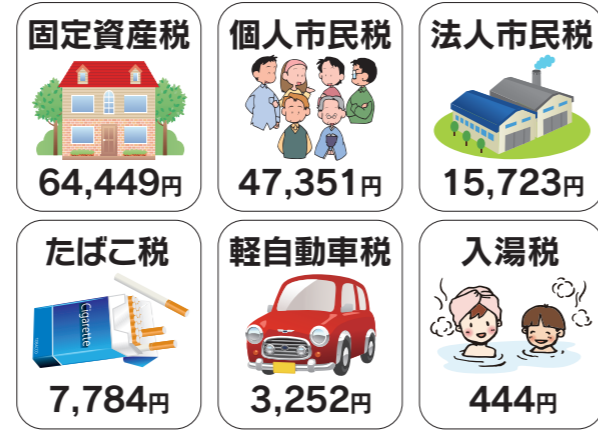 固定資産税
64,449円
個人市民税
47,351円
法人市民税
15,723円
たばこ税
Cigarette
7,784円
軽自動車税
3,252円
入湯税
444円